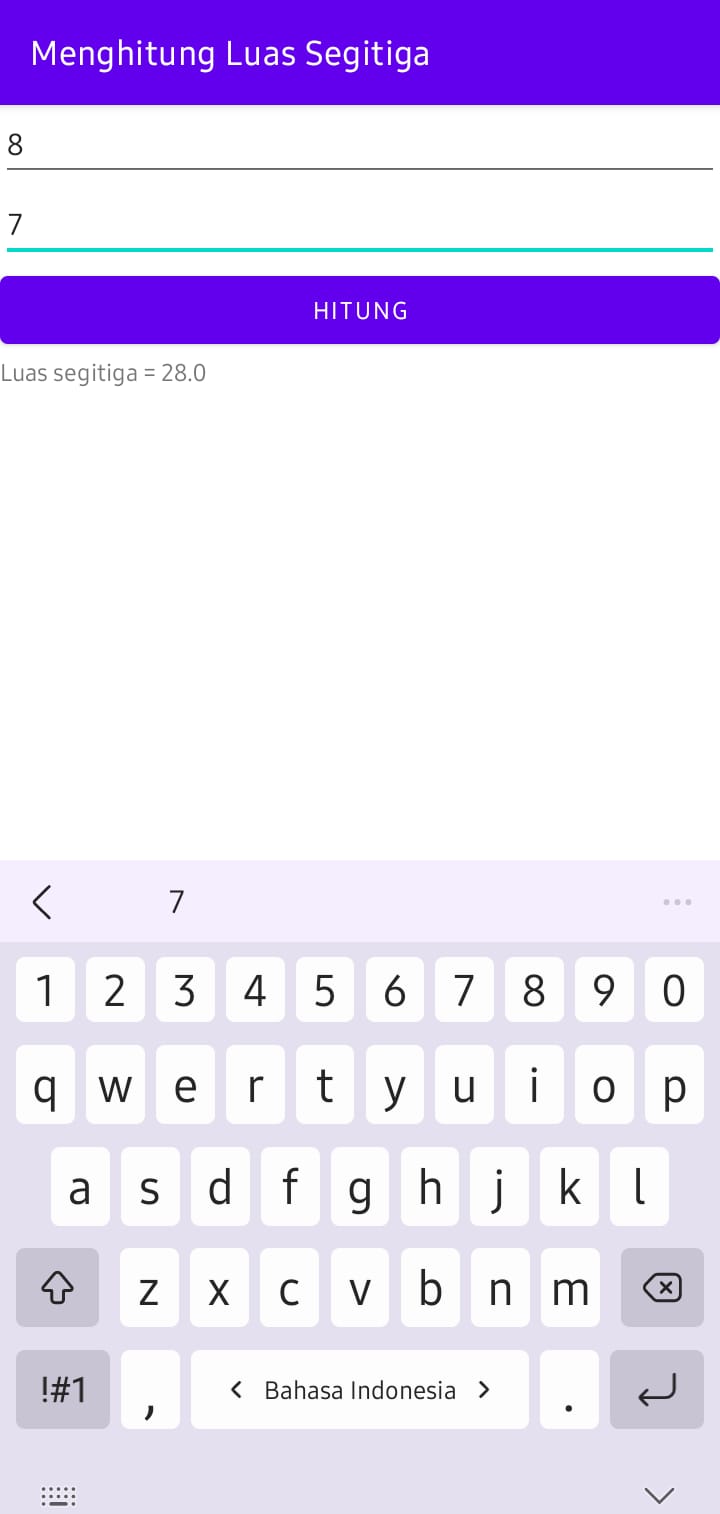 Menghitung Luas Segitiga
8
7
HITUNG
Luas segitiga = 28.0
7
1 2 3 4 5 6 7 8 9 0
q w e r t y u i o p
a s d f g h j k l
z x c v b n m
!#1 , < Bahasa Indonesia > .